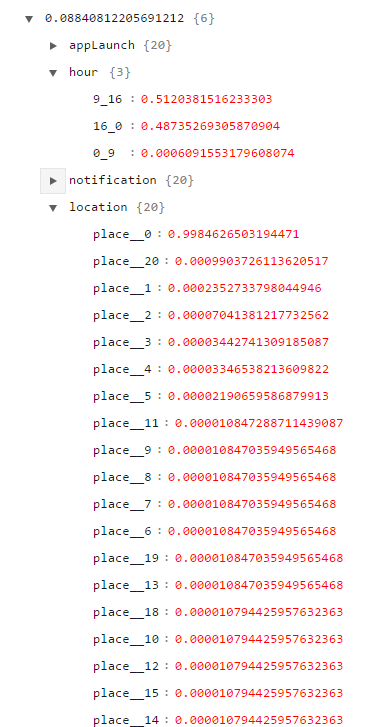 0.08840812205691212 {6}
appLaunch {20}
hour {3}
9_16 : 0.5120381516233303
16_0 : 0.48735269305870904
0_9 : 0.0006091553179608074
notification {20}
location {20}
place__0 : 0.9984626503194471
place__20 : 0.0009903726113620517
place__1 : 0.0002352733798044946
place__2 : 0.00007041381217732562
place__3 : 0.00003442741309185087
place__4 : 0.00003346538213609822
place__5 : 0.00002190659586879913
place__11 : 0.000010847288711439087
place__9 : 0.000010847035949565468
place__8 : 0.000010847035949565468
place__7 : 0.000010847035949565468
place__6 : 0.000010847035949565468
place__19 : 0.000010847035949565468
place__13 : 0.000010847035949565468
place__18 : 0.000010794425957632363
place__10 : 0.000010794425957632363
place__12 : 0.000010794425957632363
place__15 : 0.000010794425957632363
place__14 : 0.000010794425957632363